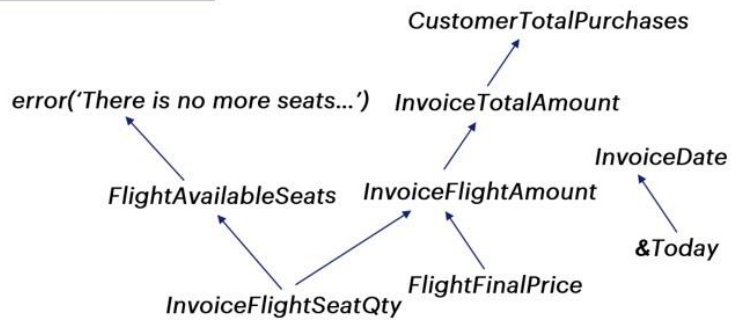 CustomerTotalPurchases
error('There is no more seats...') InvoiceTotalAmount
InvoiceDate
FlightAvailableSeats InvoiceFlightAmount
&Today
FlightFinalPrice
InvoiceFlightSeatQty